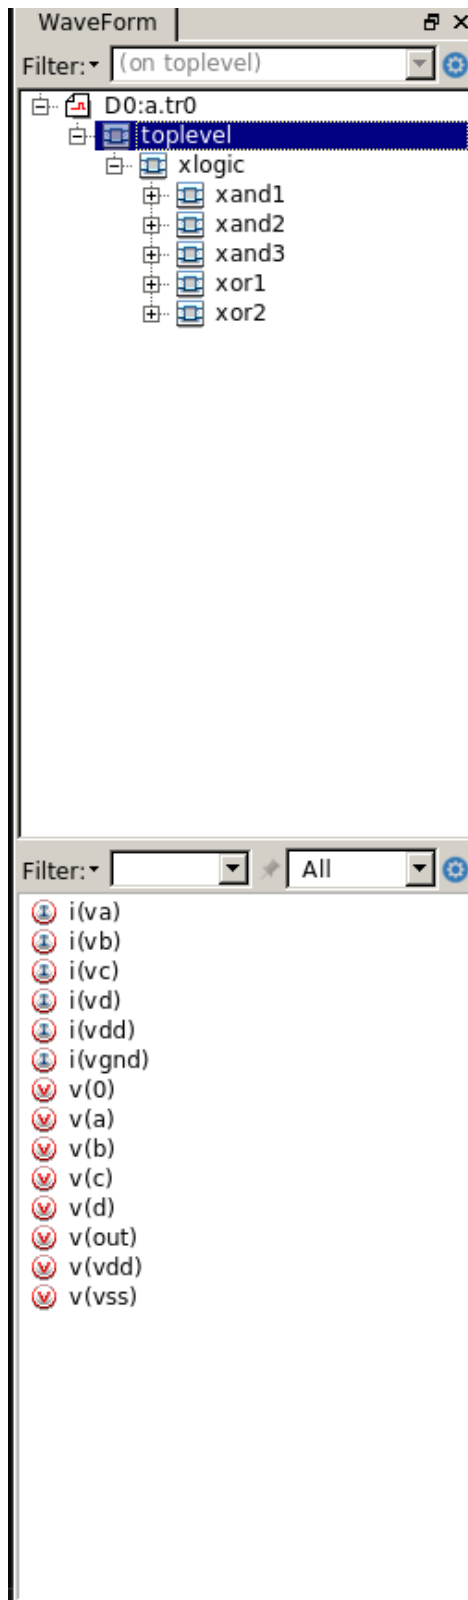 WaveForm
Filter: (on toplevel)
D0:a.tr0
toplevel
xlogic
xand1
xand2
xand3
xor1
xor2
Filter: All
i(va)
i(vb)
i(vc)
i(vd)
i(vdd)
i(vgnd)
v(0)
v(a)
v(b)
v(c)
v(d)
v(out)
v(vdd)
v(vss)